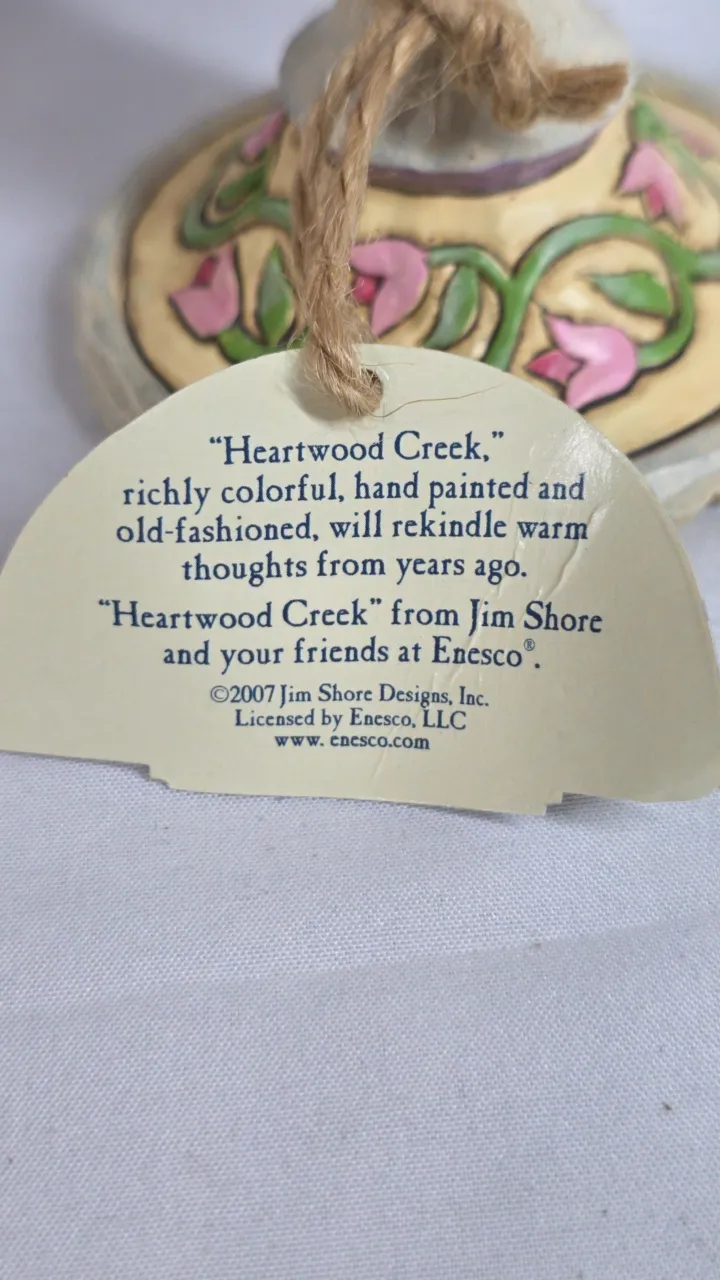 “Heartwood Creek,”
richly colorful, hand painted and
old-fashioned, will rekindle warm
thoughts from years ago.
“Heartwood Creek” from Jim Shore
and your friends at Enesco®.
©2007 Jim Shore Designs, Inc.
Licensed by Enesco, LLC
www. enesco.com